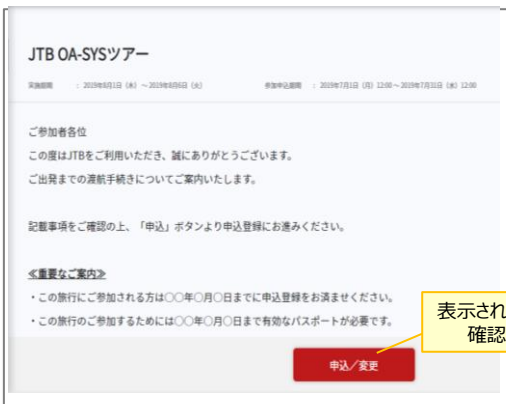 JTB OA-SYSツアー
実施期間 : 2019年8月1日（木）～2019年8月6日（火） 参加申込期間 : 2019年7月1日（月）12:00～2019年7月31日（水）12:00
ご参加者各位
この度はJTBをご利用いただき、誠にありがとうございます。
ご出発までの渡航手続きについてご案内いたします。
記載事項をご確認の上、「申込」ボタンより申込登録にお進みください。
≪重要なご案内≫
・この旅行にご参加される方は○○年○月○日までに申込登録をお済ませください。
・この旅行のご参加するためには○○年○月○日まで有効なパスポートが必要です。
表示され
確認
申込／変更